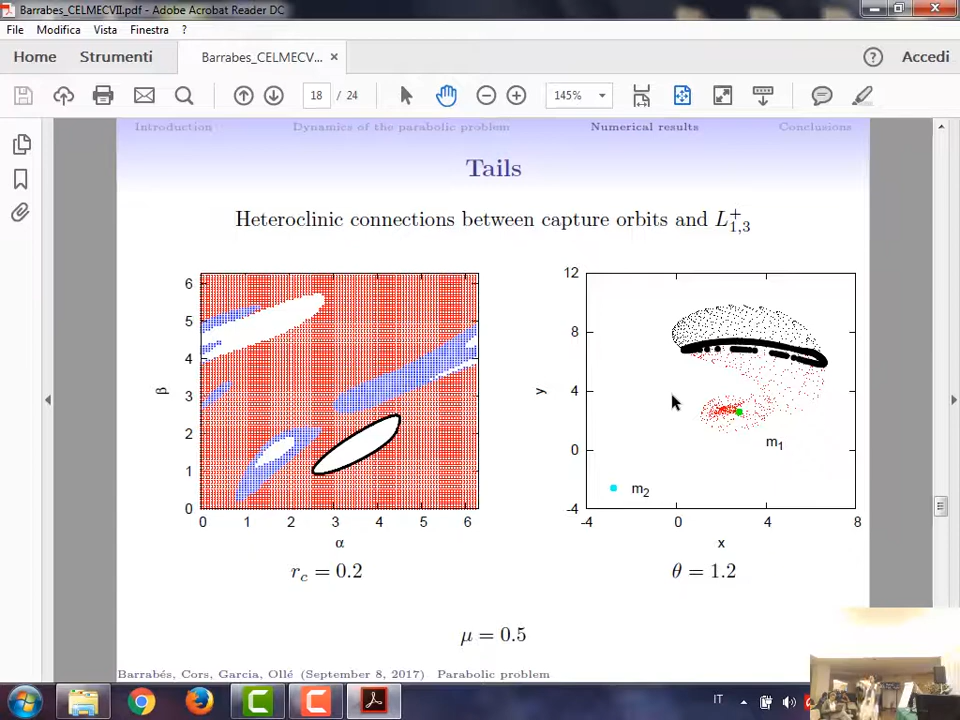 Barrabes_CELMECVII.pdf - Adobe Acrobat Reader DC
File Modifica Vista Finestra ?
Home Strumenti Barrabes_CELMECV... × ? Accedi
18 / 24 145%
Introduction Dynamics of the parabolic problem Numerical results Conclusions
Tails
Heteroclinic connections between capture orbits and L⁺₁,₃
6
5
4
3
2
1
0
β
0 1 2 3 4 5 6
α
r_c = 0.2
12
8
4
0
-4
y
m₁
m₂
-4 0 4 8
x
θ = 1.2
μ = 0.5
Barrabés, Cors, Garcia, Ollé (September 8, 2017) Parabolic problem
IT